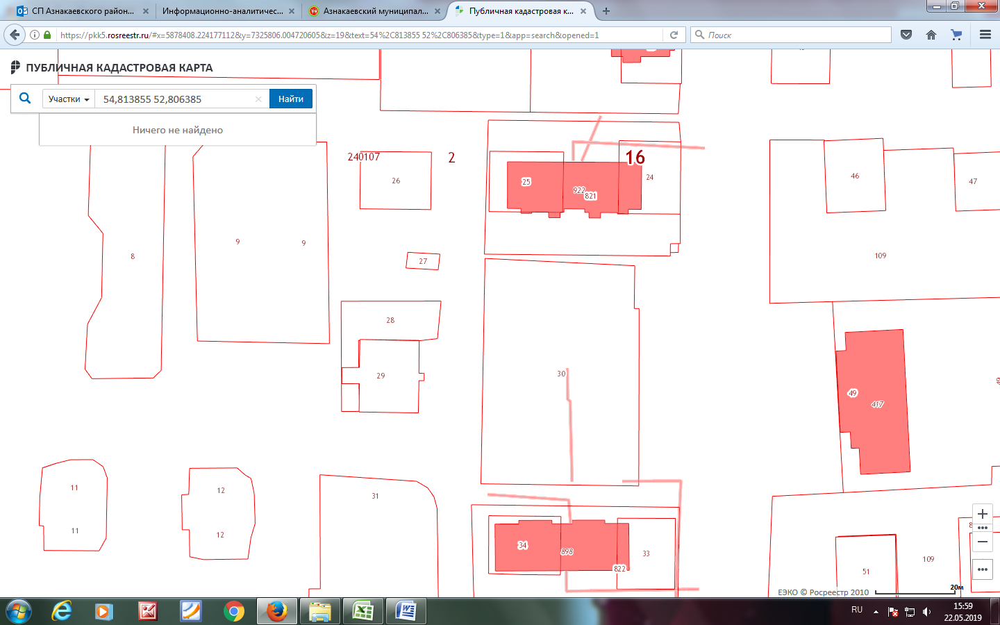 СП Азнакаевского район...
Информационно-аналитичес...
Азнакаевский муниципал...
Публичная кадастровая к...
https://pkk5.rosreestr.ru/#x=5878408.224177112&y=7325806.004720605&z=19&text=54%2C813855 52%2C806385&type=1&app=search&opened=1
Поиск
ПУБЛИЧНАЯ КАДАСТРОВАЯ КАРТА
Участки
54,813855 52,806385
Найти
Ничего не найдено
240107
2
16
26
25
922
821
24
46
47
9
9
8
27
109
28
29
30
49
417
11
12
31
11
12
34
898
33
822
51
109
ЕЭКО © Росреестр 2010
20м
RU
15:59
22.05.2019